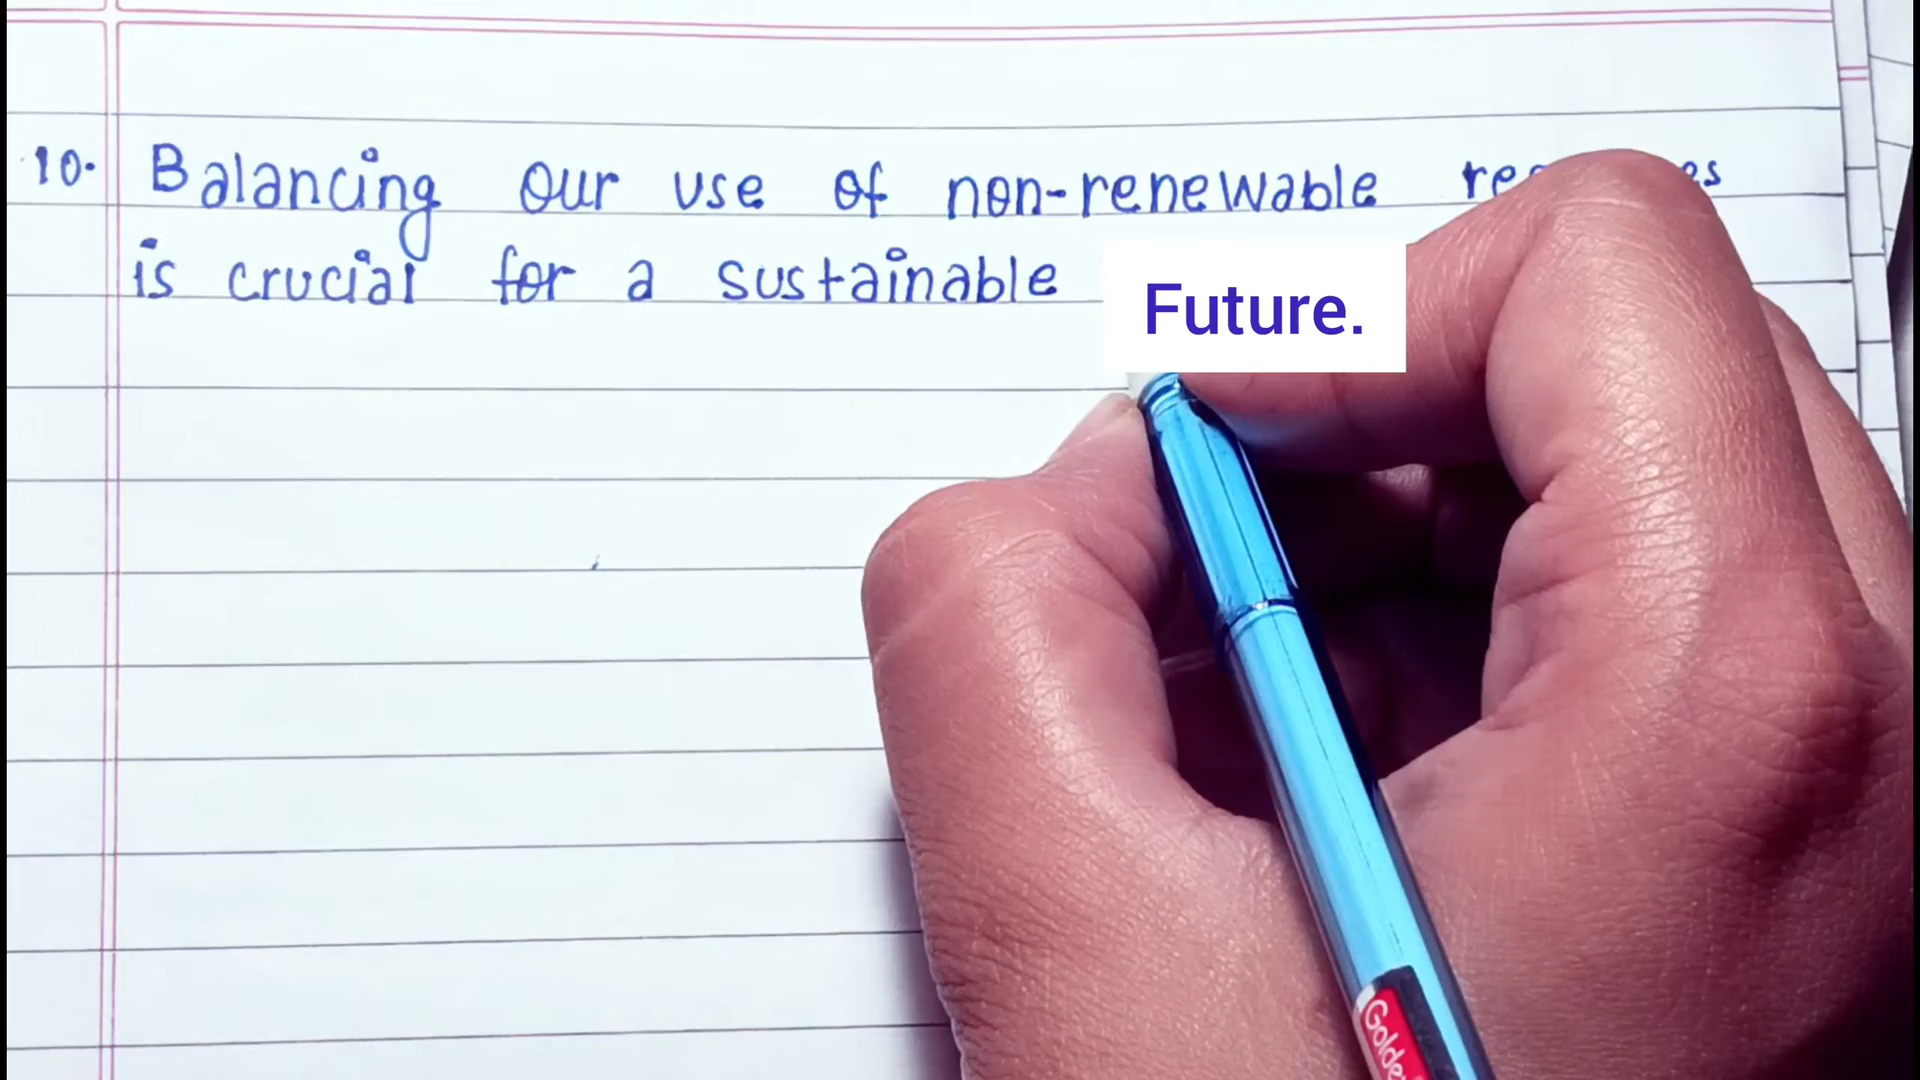 10. Balancing our use of non-renewable
is crucial for a sustainable Future.
Golde